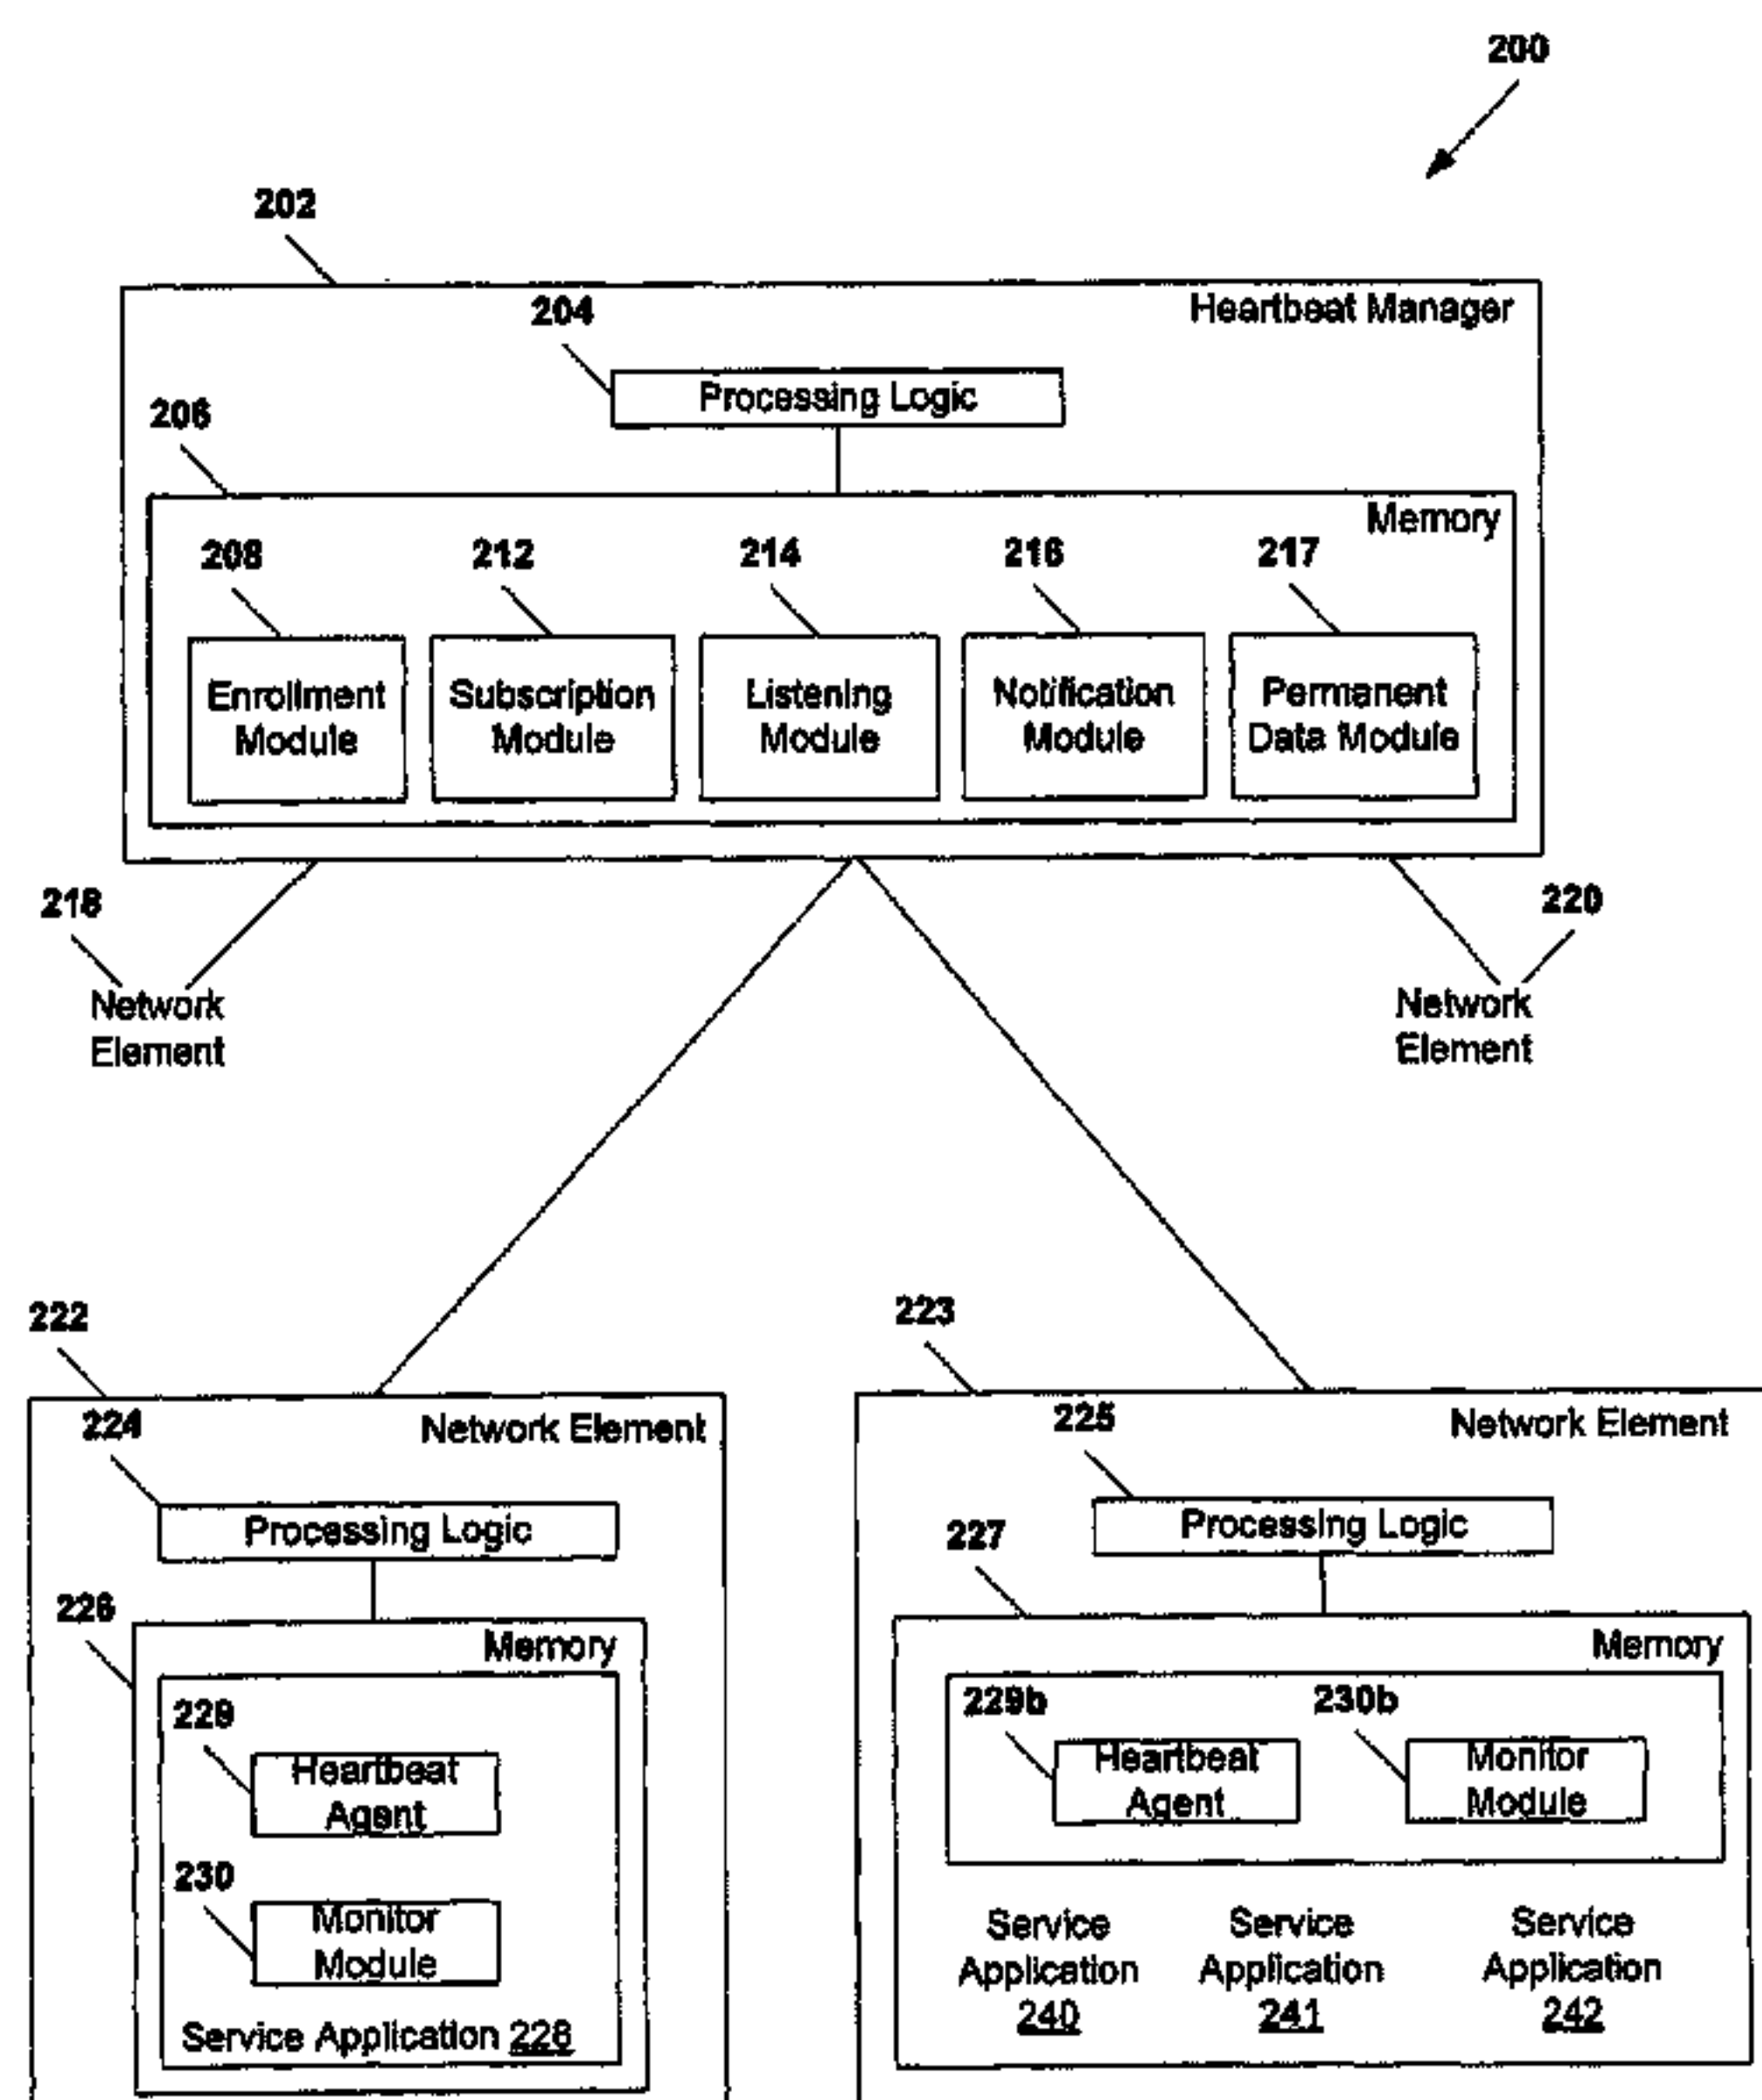 200
202
Heartbeat Manager
204
Processing Logic
206
Memory
208
212
214
216
217
Enrollment
Module
Subscription
Module
Listening
Module
Notification
Module
Permanent
Data Module
218
Network
Element
220
Network
Element
222
Network Element
224
Processing Logic
226
Memory
229
Heartbeat
Agent
230
Monitor
Module
Service Application 228
223
Network Element
225
Processing Logic
227
Memory
229b
Heartbeat
Agent
230b
Monitor
Module
Service
Application
240
Service
Application
241
Service
Application
242